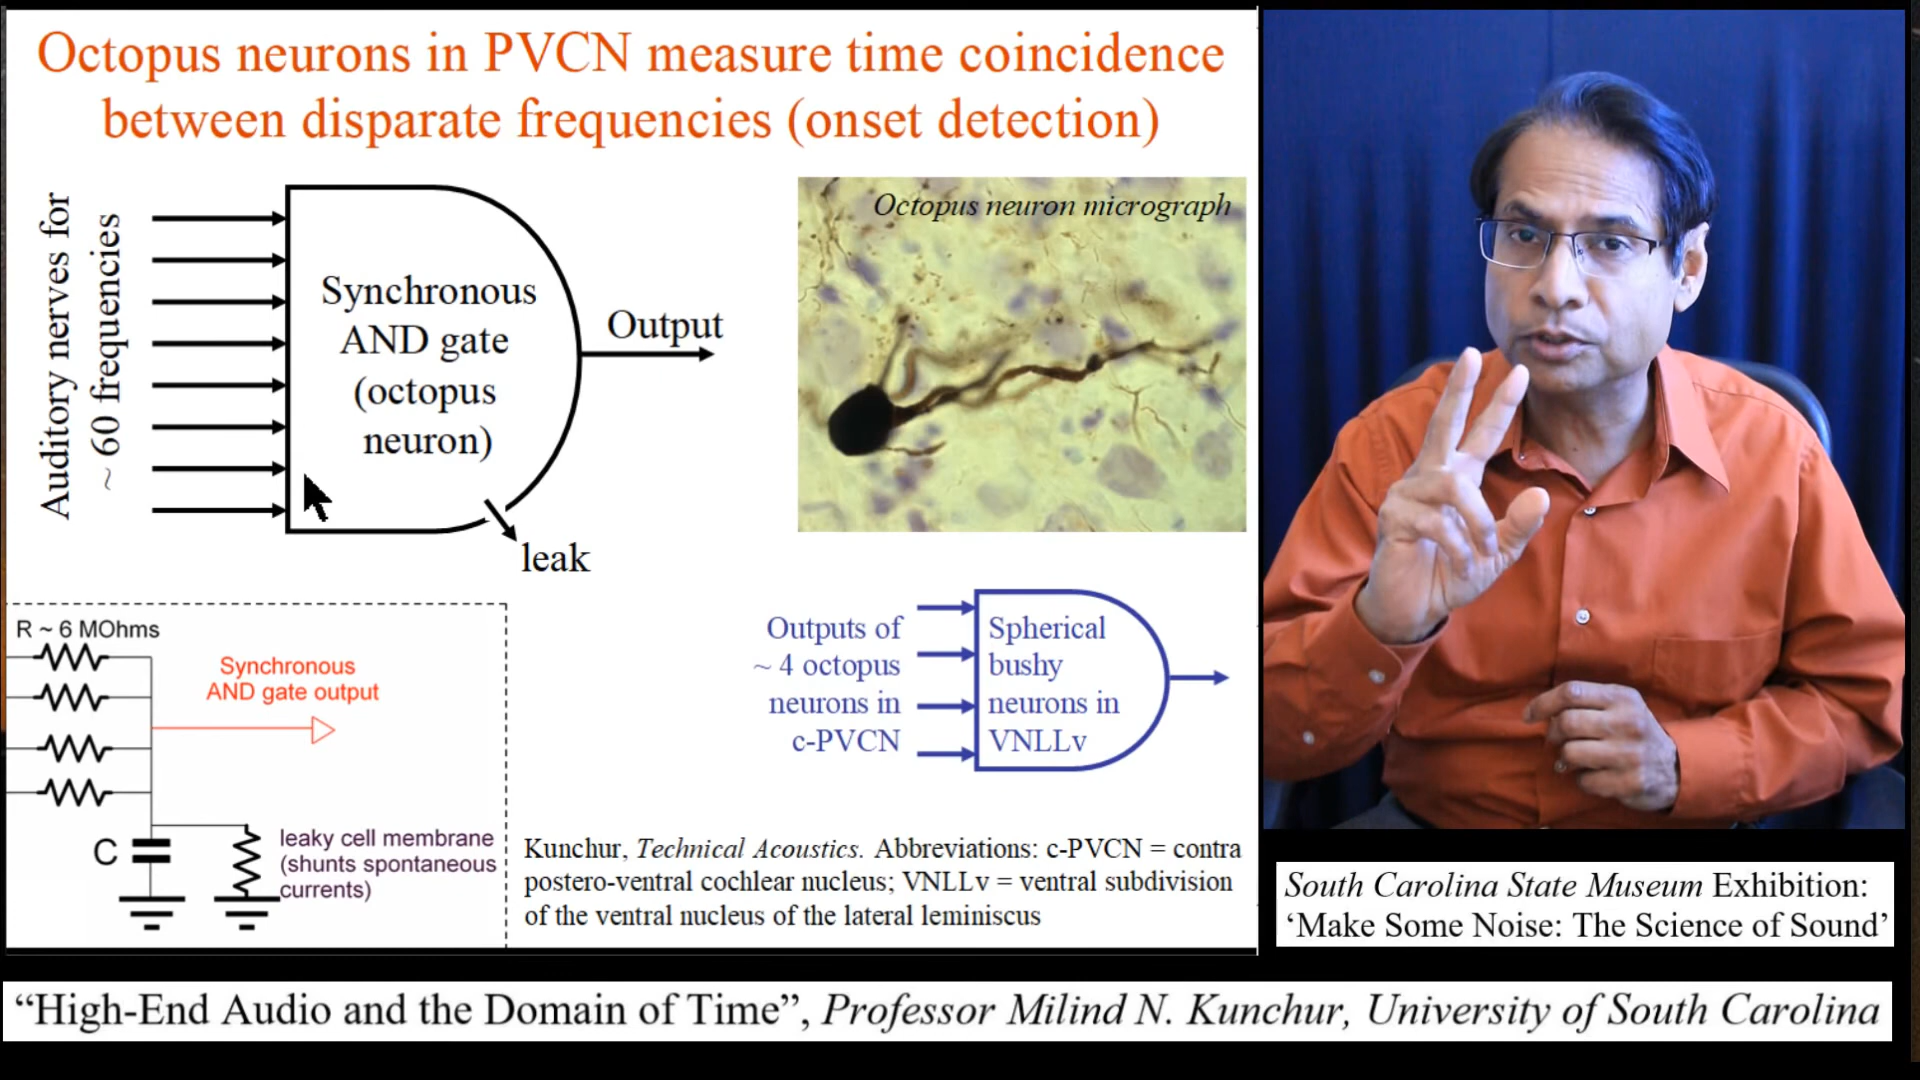 Octopus neurons in PVCN measure time coincidence
between disparate frequencies (onset detection)
Auditory nerves for
~ 60 frequencies
Synchronous
AND gate
(octopus
neuron)
Output
leak
Octopus neuron micrograph
R ~ 6 MOhms
Synchronous
AND gate output
C
leaky cell membrane
(shunts spontaneous
currents)
Outputs of
~ 4 octopus
neurons in
c-PVCN
Spherical
bushy
neurons in
VNLLv
Kunchur, Technical Acoustics. Abbreviations: c-PVCN = contra
postero-ventral cochlear nucleus; VNLLv = ventral subdivision
of the ventral nucleus of the lateral leminiscus
South Carolina State Museum Exhibition:
‘Make Some Noise: The Science of Sound’
“High-End Audio and the Domain of Time”, Professor Milind N. Kunchur, University of South Carolina